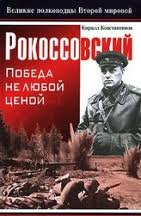 Великие полководцы Второй мировой
Кирилл Константинов
Рокоссовский
Победа
не любой
ценой